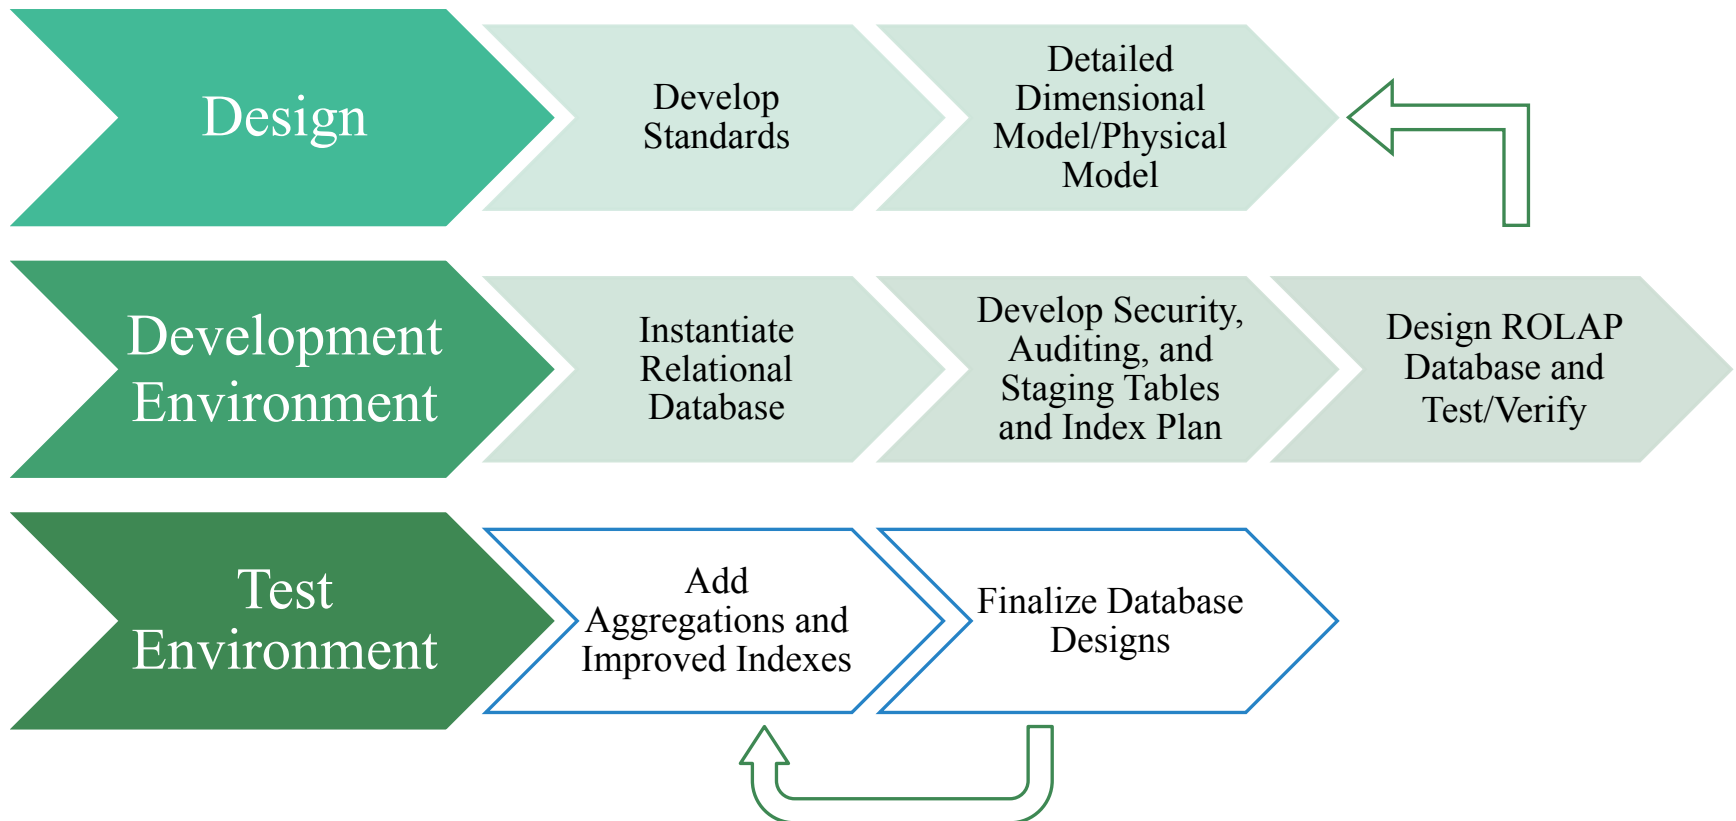 Design
Develop
Standards
Detailed
Dimensional
Model/Physical
Model
Development
Environment
Instantiate
Relational
Database
Develop Security,
Auditing, and
Staging Tables
and Index Plan
Design ROLAP
Database and
Test/Verify
Test
Environment
Add
Aggregations and
Improved Indexes
Finalize Database
Designs